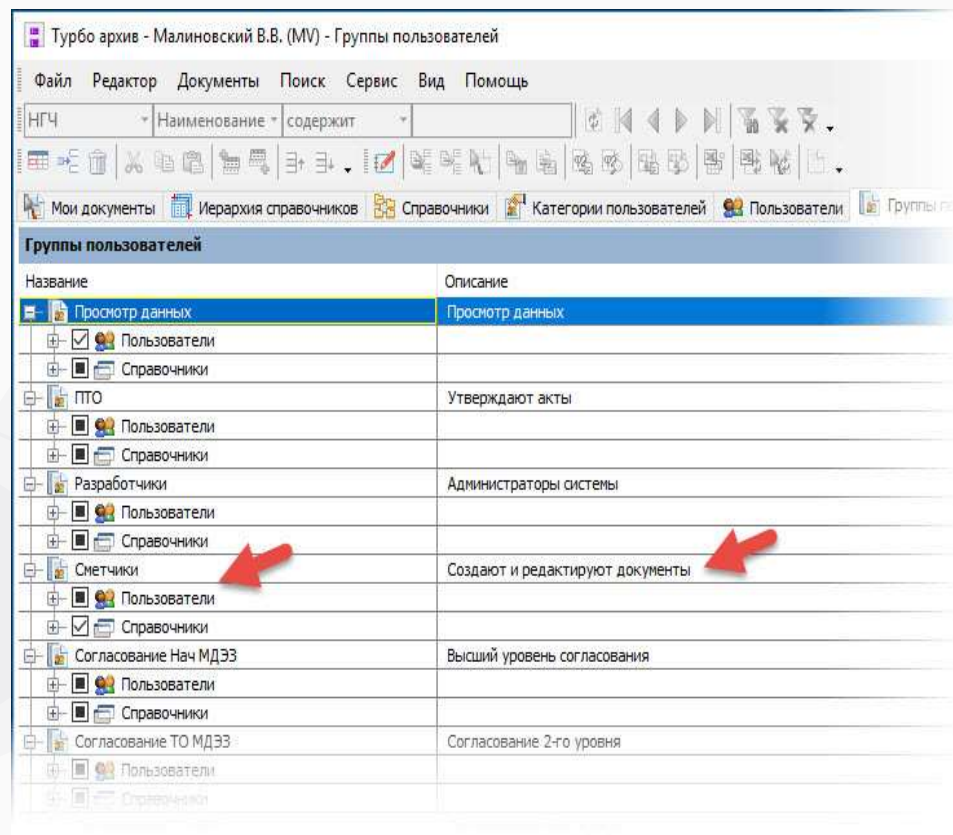 Турбо архив - Малиновский В.В. (MV) - Группы пользователей
Файл Редактор Документы Поиск Сервис Вид Помощь
НГЧ Наименование содержит
Мои документы Иерархия справочников Справочники Категории пользователей Пользователи Группы
Группы пользователей
Название Описание
Просмотр данных Просмотр данных
Пользователи
Справочники
ПТО Утверждают акты
Пользователи
Справочники
Разработчики Администраторы системы
Пользователи
Справочники
Сметчики Создают и редактируют документы
Пользователи
Справочники
Согласование Нач МДЭЗ Высший уровень согласования
Пользователи
Справочники
Согласование ТО МДЭЗ Согласование 2-го уровня
Пользователи
Справочники